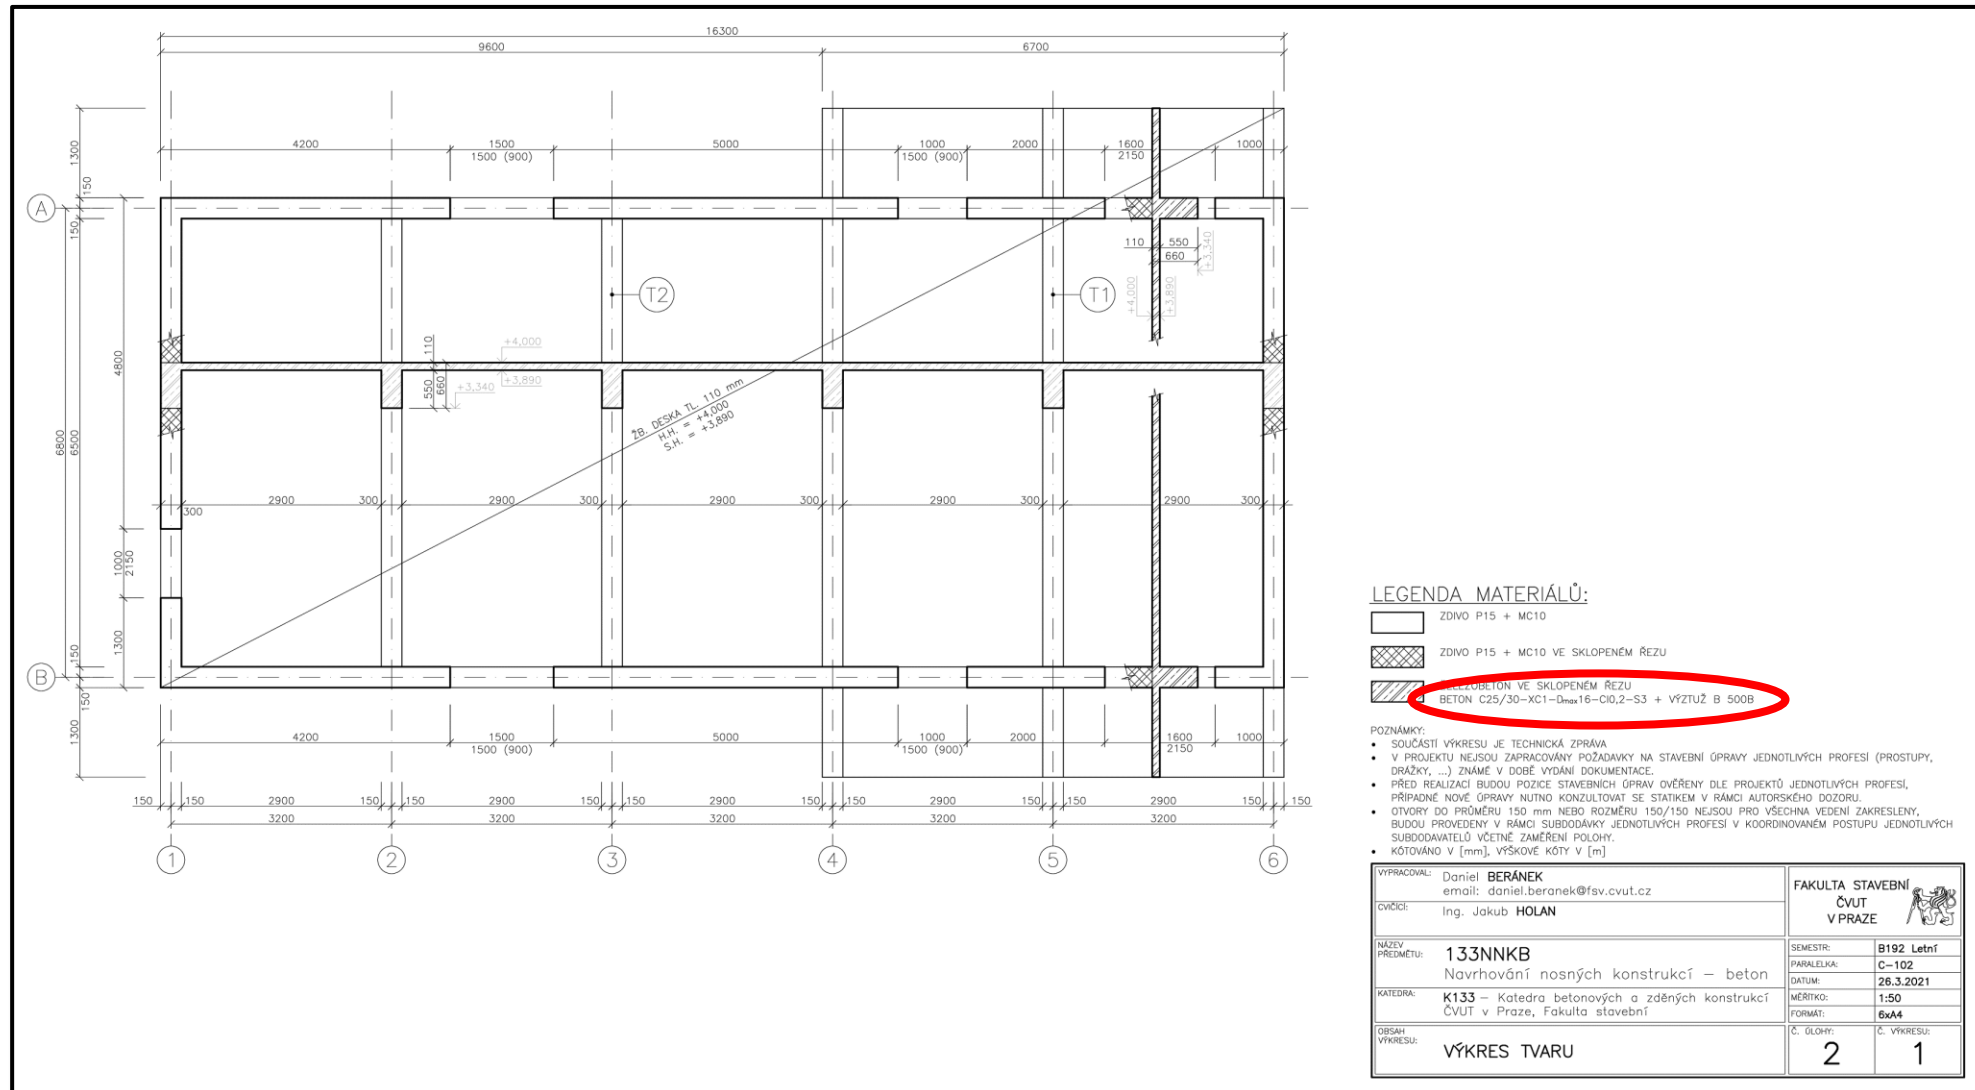 16300
9600 6700
4200 1500 5000 1000 2000 1600 1000
1500 (900) 1500 (900) 2150
1300
150
A
150
110 550
660
+3,340
T2 T1
+4,000 +3,890
4800
110
+4,000
+3,890
550
660
+3,340
ŽB. DESKA TL. 110 mm
H.H. = +4,000
S.H. = +3,890
6800
6500
2900 300 2900 300 2900 300 2900 300 2900 300
300
1000
2150
1300
150
B
150
1300
4200 1500 5000 1000 2000 1600 1000
1500 (900) 1500 (900) 2150
150 150 2900 150 150 2900 150 150 2900 150 150 2900 150 150 2900 150 150
3200 3200 3200 3200 3200
1 2 3 4 5 6
LEGENDA MATERIÁLŮ:
ZDIVO P15 + MC10
ZDIVO P15 + MC10 VE SKLOPENÉM ŘEZU
ŽELEZOBETON VE SKLOPENÉM ŘEZU
BETON C25/30-XC1-Dmax16-Cl0,2-S3 + VÝZTUŽ B 500B
POZNÁMKY:
• SOUČÁSTÍ VÝKRESU JE TECHNICKÁ ZPRÁVA
• V PROJEKTU NEJSOU ZAPRACOVÁNY POŽADAVKY NA STAVEBNÍ ÚPRAVY JEDNOTLIVÝCH PROFESÍ (PROSTUPY,
DRÁŽKY, ...) ZNÁMÉ V DOBĚ VYDÁNÍ DOKUMENTACE.
• PŘED REALIZACÍ BUDOU POZICE STAVEBNÍCH ÚPRAV OVĚŘENY DLE PROJEKTŮ JEDNOTLIVÝCH PROFESÍ,
PŘÍPADNÉ NOVÉ ÚPRAVY NUTNO KONZULTOVAT SE STATIKEM V RÁMCI AUTORSKÉHO DOZORU.
• OTVORY DO PRŮMĚRU 150 mm NEBO ROZMĚRU 150/150 NEJSOU PRO VŠECHNA VEDENÍ ZAKRESLENY,
BUDOU PROVEDENY V RÁMCI SUBDODÁVKY JEDNOTLIVÝCH PROFESÍ V KOORDINOVANÉM POSTUPU JEDNOTLIVÝCH
SUBDODAVATELŮ VČETNĚ ZAMĚŘENÍ POLOHY.
• KÓTOVÁNO V [mm], VÝŠKOVÉ KÓTY V [m]
VYPRACOVAL: Daniel BERÁNEK
email: daniel.beranek@fsv.cvut.cz
CVIČÍCÍ: Ing. Jakub HOLAN
FAKULTA STAVEBNÍ
ČVUT
V PRAZE
NÁZEV
PŘEDMĚTU: 133NNKB
Navrhování nosných konstrukcí – beton
KATEDRA: K133 – Katedra betonových a zděných konstrukcí
ČVUT v Praze, Fakulta stavební
SEMESTR: B192 Letní
PARALELKA: C-102
DATUM: 26.3.2021
MĚŘÍTKO: 1:50
FORMÁT: 6xA4
OBSAH
VÝKRESU: VÝKRES TVARU
Č. ÚLOHY: 2
Č. VÝKRESU: 1